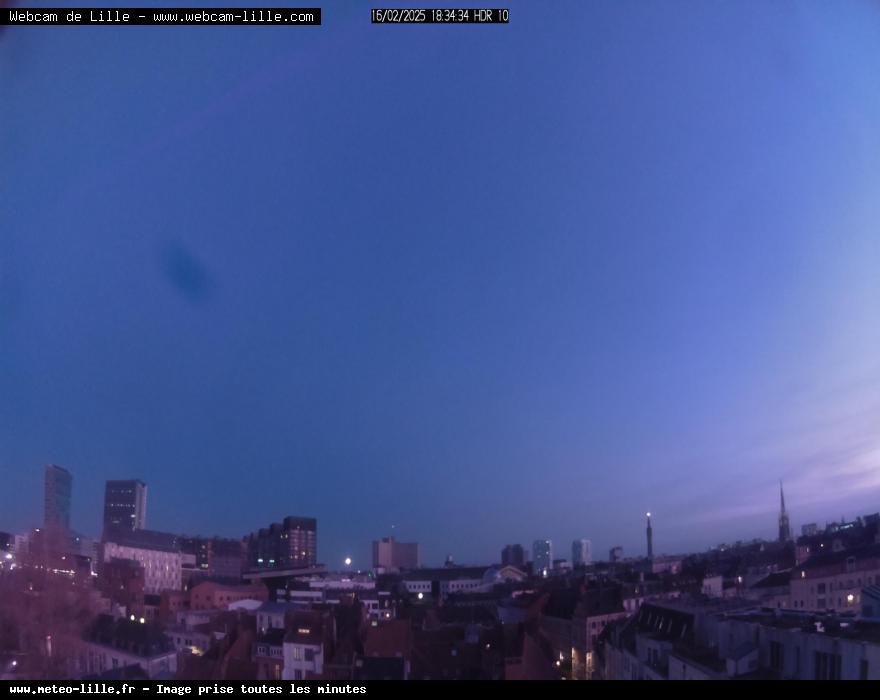 Webcam de Lille - www.webcam-lille.com
16/02/2025 18:34:34 HDR 10
www.meteo-lille.fr - Image prise toutes les minutes